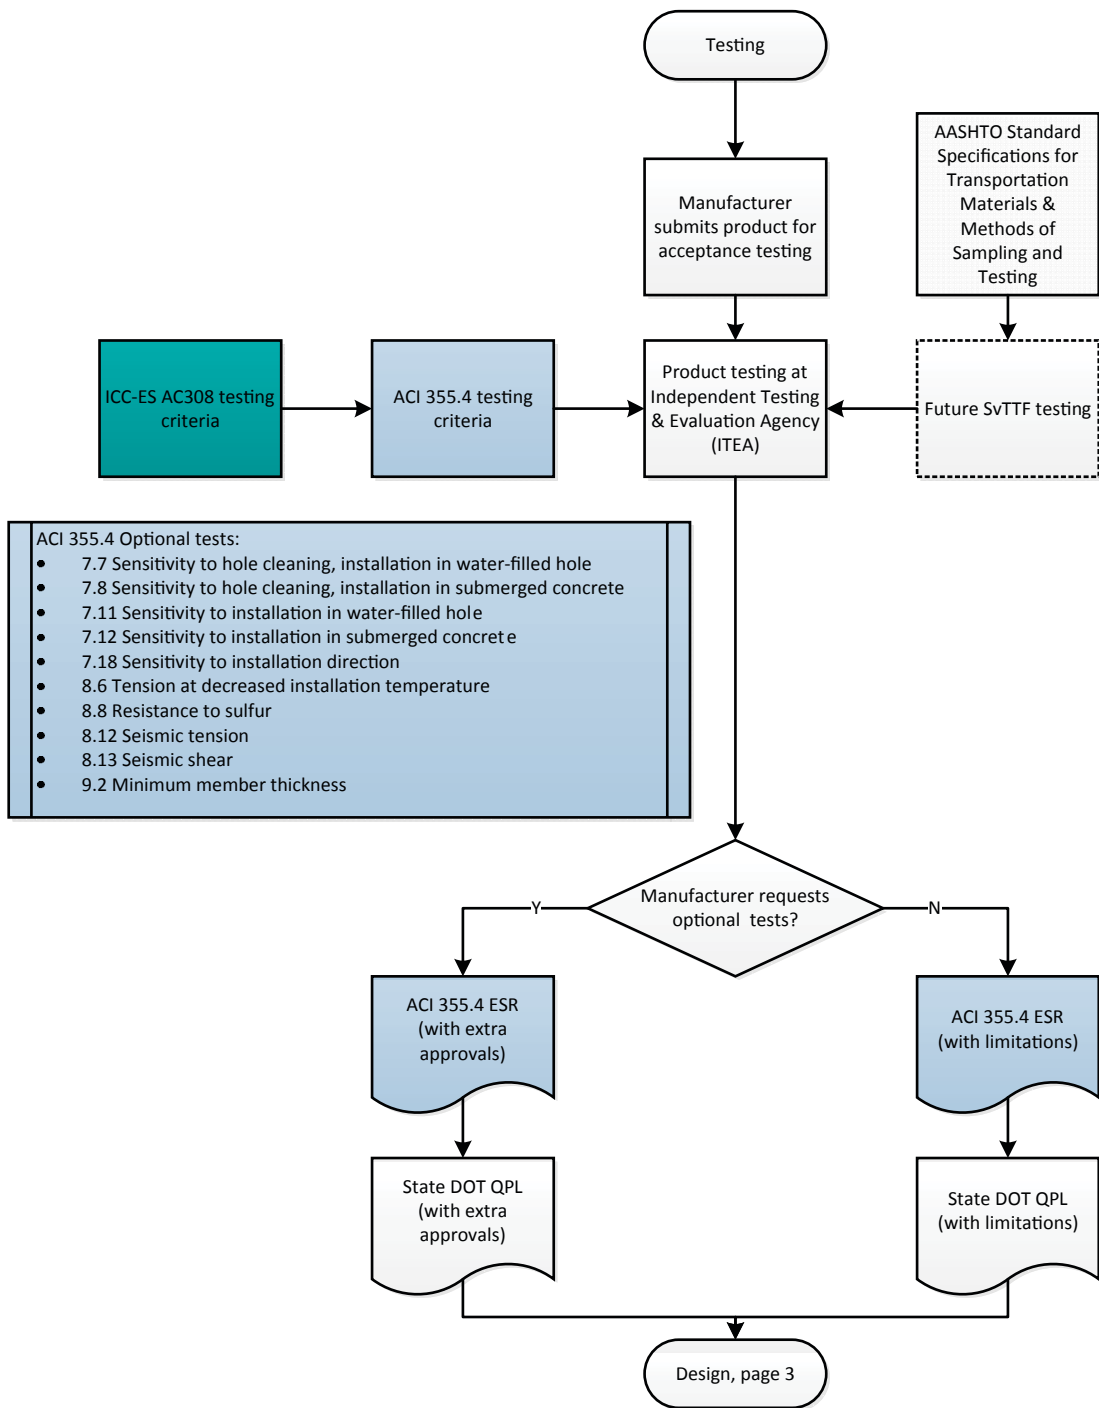 Testing
AASHTO Standard
Specifications for
Transportation
Materials &
Methods of
Sampling and
Testing
Manufacturer
submits product for
acceptance testing
ICC-ES AC308 testing
criteria
ACI 355.4 testing
criteria
Product testing at
Independent Testing
& Evaluation Agency
(ITEA)
Future SvTTF testing
ACI 355.4 Optional tests:
• 7.7 Sensitivity to hole cleaning, installation in water-filled hole
• 7.8 Sensitivity to hole cleaning, installation in submerged concrete
• 7.11 Sensitivity to installation in water-filled hole
• 7.12 Sensitivity to installation in submerged concrete
• 7.18 Sensitivity to installation direction
• 8.6 Tension at decreased installation temperature
• 8.8 Resistance to sulfur
• 8.12 Seismic tension
• 8.13 Seismic shear
• 9.2 Minimum member thickness
Manufacturer requests
optional tests?
Y
N
ACI 355.4 ESR
(with extra
approvals)
ACI 355.4 ESR
(with limitations)
State DOT QPL
(with extra
approvals)
State DOT QPL
(with limitations)
Design, page 3